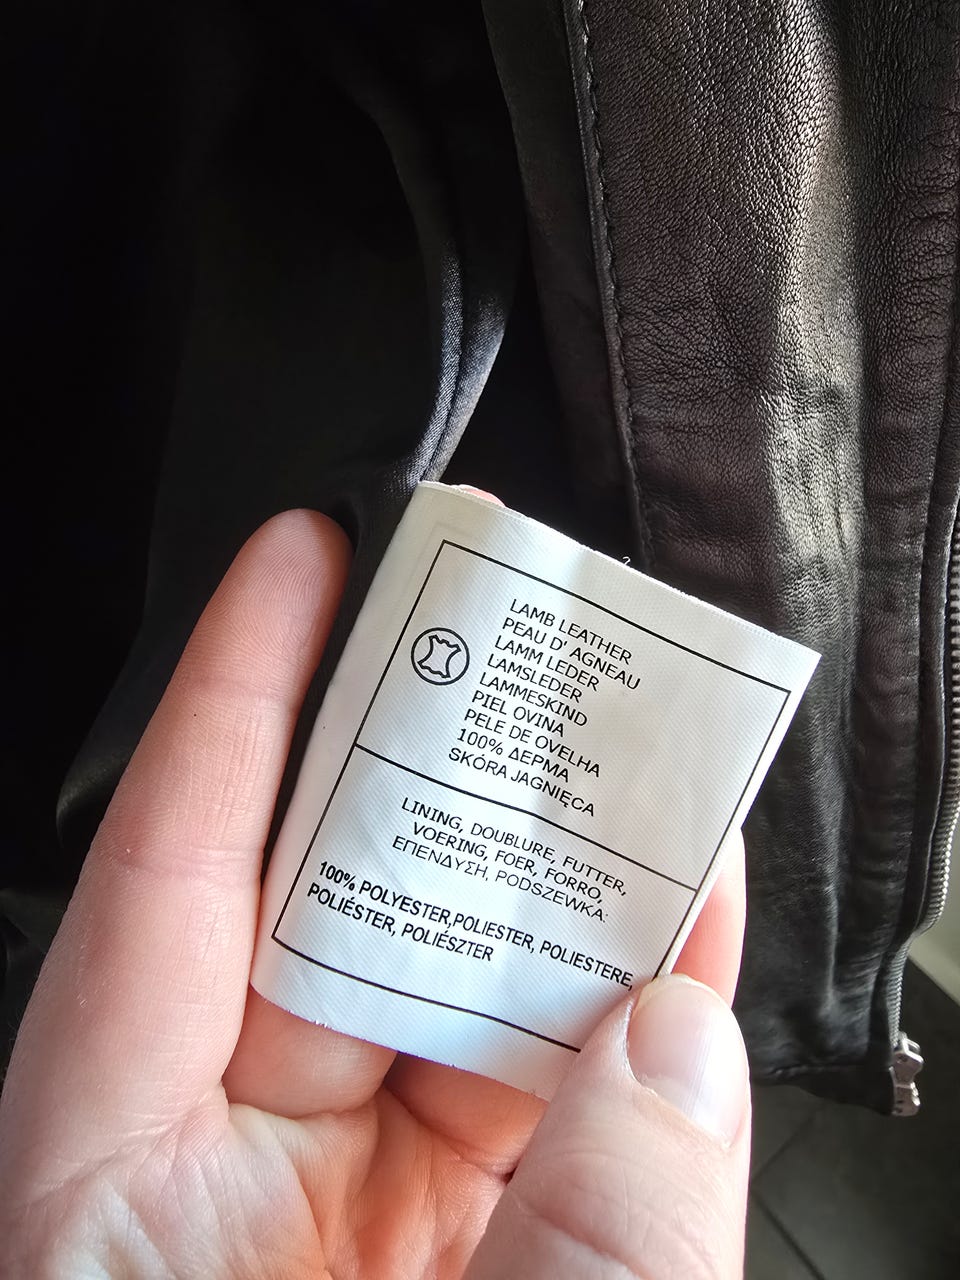 LAMB LEATHER
PEAU D' AGNEAU
LAMM LEDER
LAMSLEDER
LAMMESKIND
PIEL OVINA
PELE DE OVELHA
100% ΔΕΡΜΑ
SKÓRA JAGNIĘCA
LINING, DOUBLURE, FUTTER,
VOERING, FOER, FORRO,
ΕΠΕΝΔΥΣΗ, PODSZEWKA:
100% POLYESTER,POLIESTER, POLIESTERE,
POLIÉSTER, POLIÉSZTER